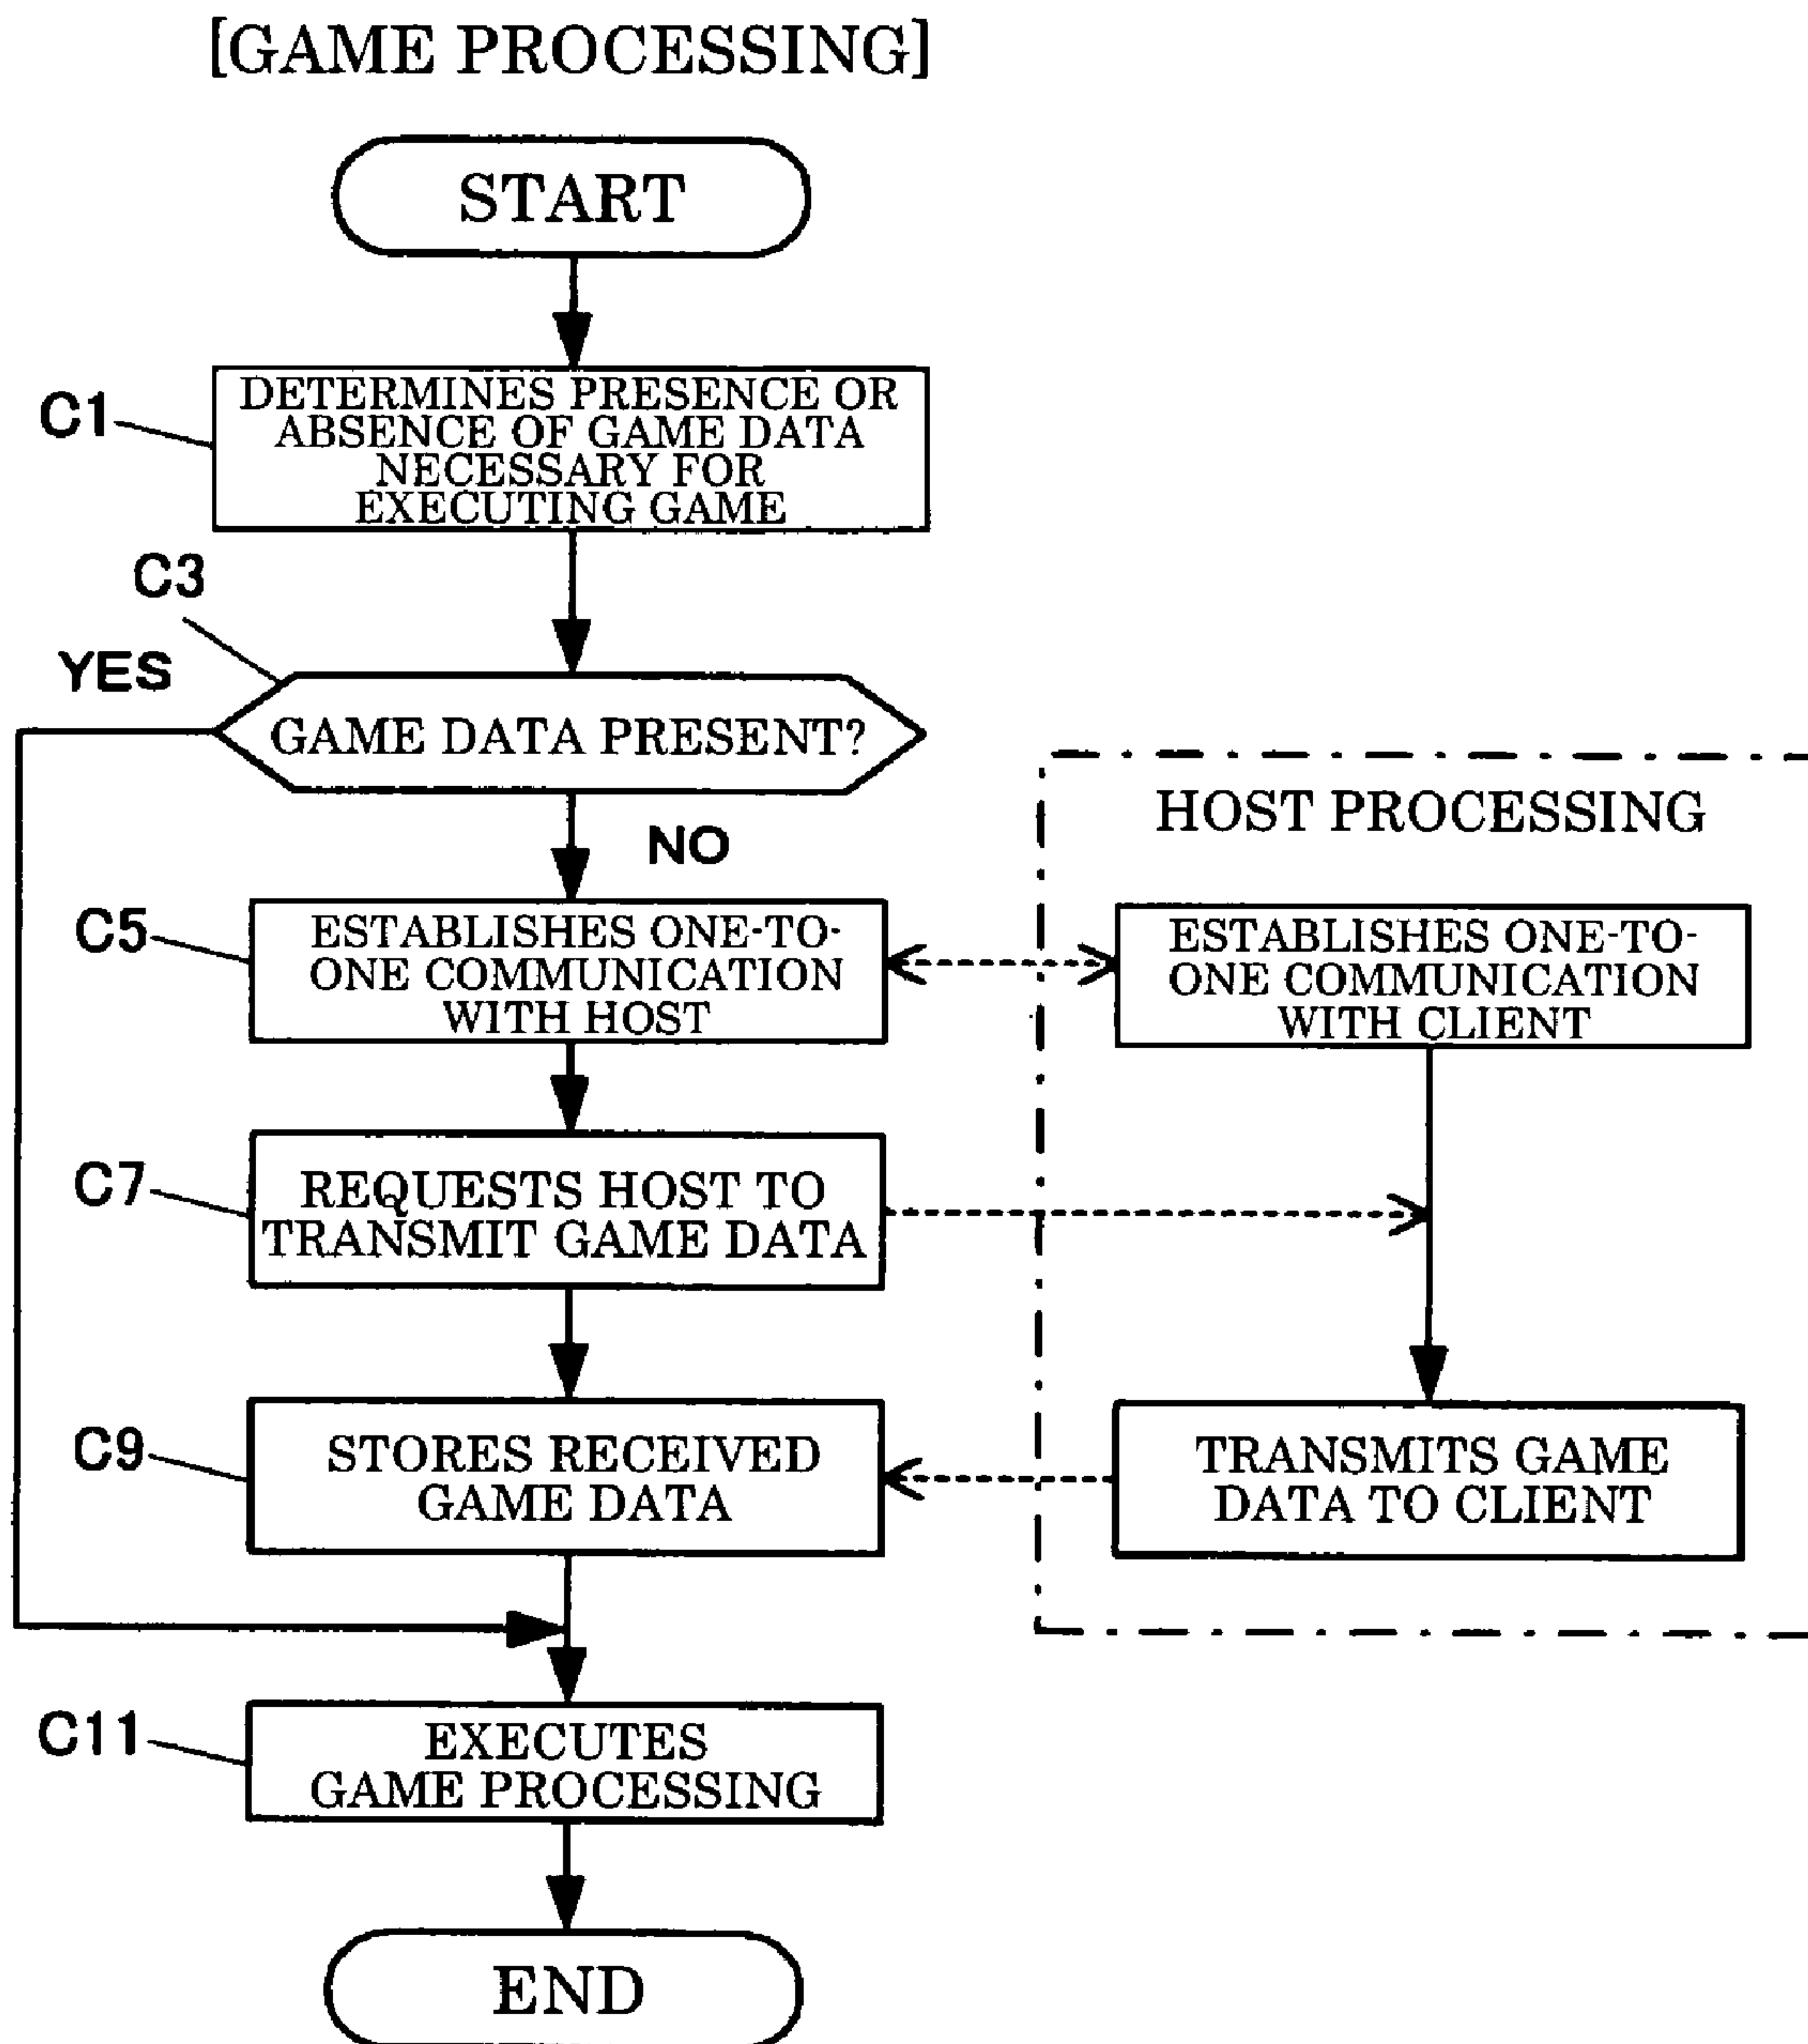 [GAME PROCESSING]
START
C1
DETERMINES PRESENCE OR
ABSENCE OF GAME DATA
NECESSARY FOR
EXECUTING GAME
C3
YES
GAME DATA PRESENT?
NO
HOST PROCESSING
C5
ESTABLISHES ONE-TO-
ONE COMMUNICATION
WITH HOST
ESTABLISHES ONE-TO-
ONE COMMUNICATION
WITH CLIENT
C7
REQUESTS HOST TO
TRANSMIT GAME DATA
C9
STORES RECEIVED
GAME DATA
TRANSMITS GAME
DATA TO CLIENT
C11
EXECUTES
GAME PROCESSING
END